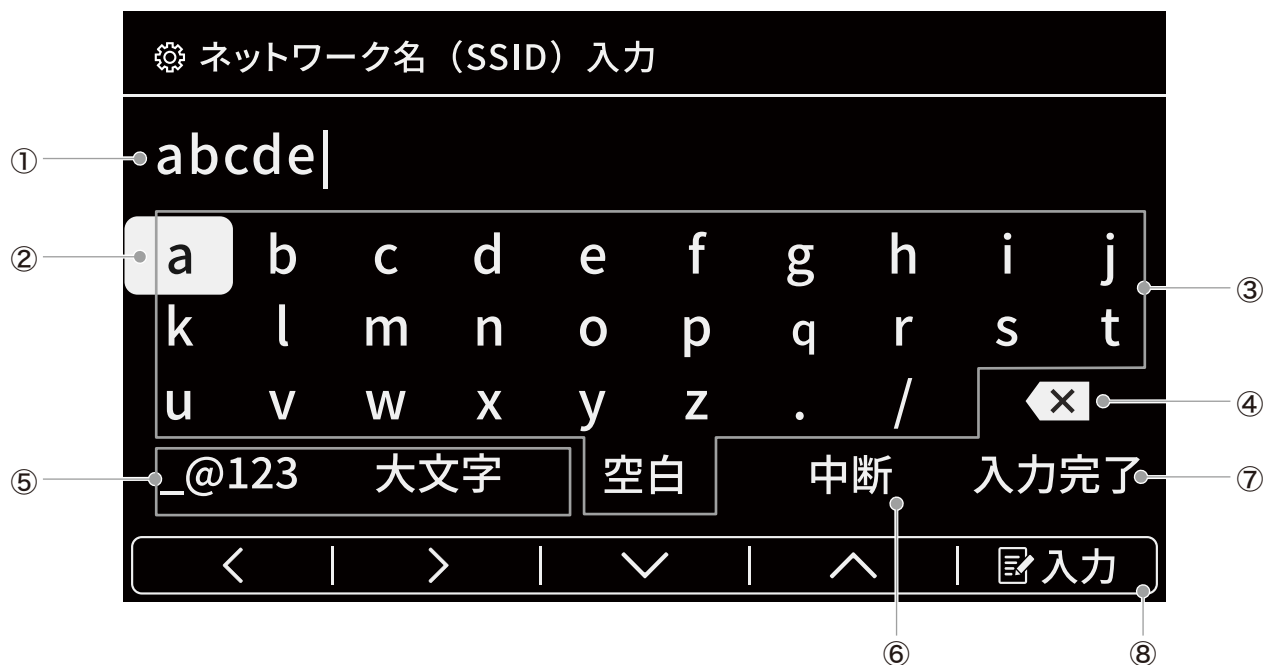 ネットワーク名（SSID）入力
① abcde
② a b c d e f g h i j ③
k l m n o p q r s t
u v w x y z . / ④
⑤ _@123 大文字 空白 中断 入力完了 ⑦
< > ∨ ∧ 入力
⑥ ⑧